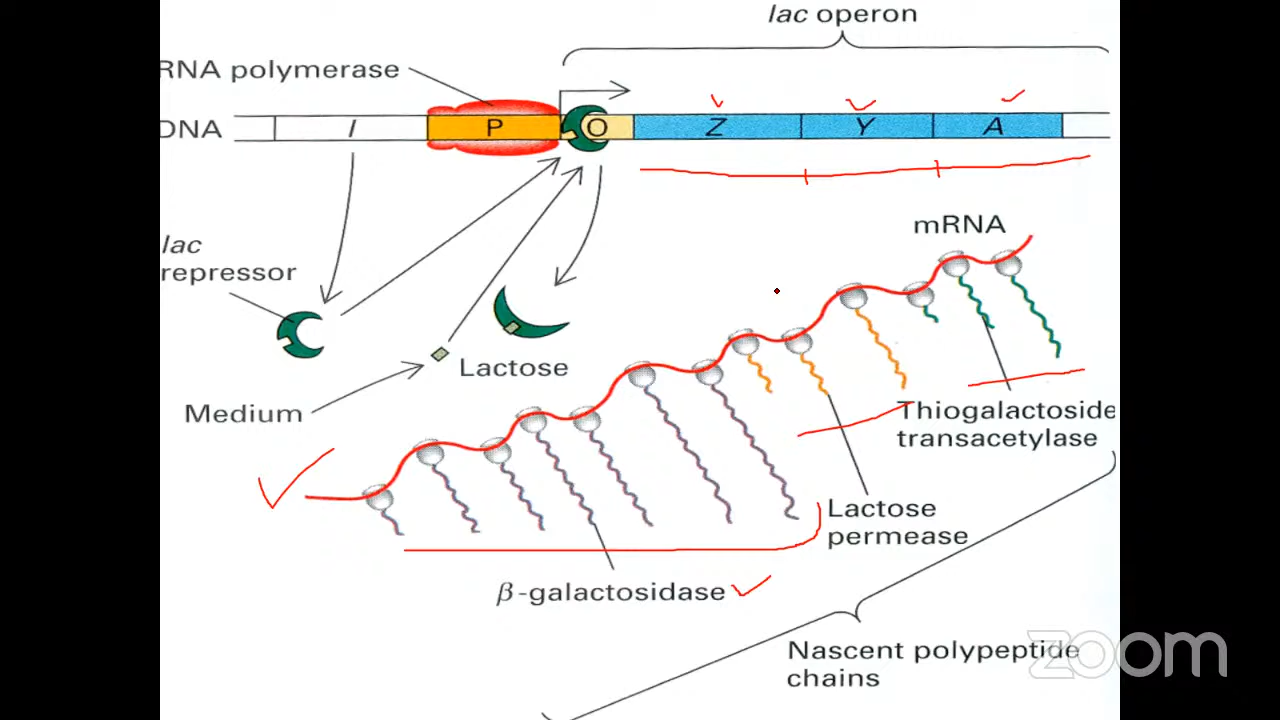 lac operon
RNA polymerase
DNA
I
P
O
Z
Y
A
mRNA
lac
repressor
Lactose
Medium
Thiogalactoside
transacetylase
Lactose
permease
β-galactosidase
Nascent polypeptide
chains
zoom